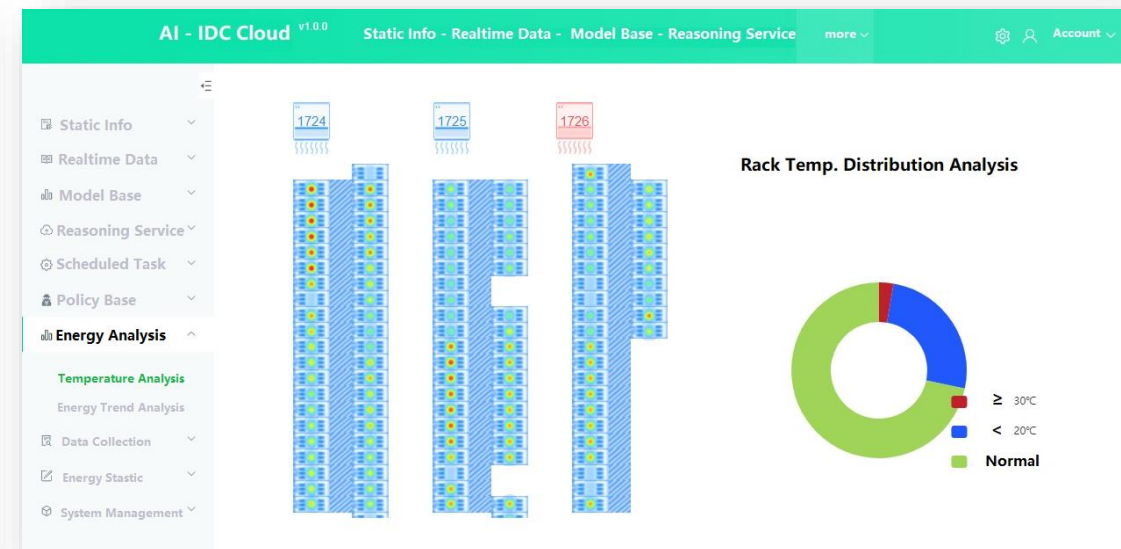 AI - IDC Cloud v1.0.0
Static Info - Realtime Data - Model Base - Reasoning Service
more
Account
Static Info
Realtime Data
Model Base
Reasoning Service
Scheduled Task
Policy Base
Energy Analysis
Temperature Analysis
Energy Trend Analysis
Data Collection
Energy Stastic
System Management
1724
1725
1726
Rack Temp. Distribution Analysis
≥ 30℃
< 20℃
Normal